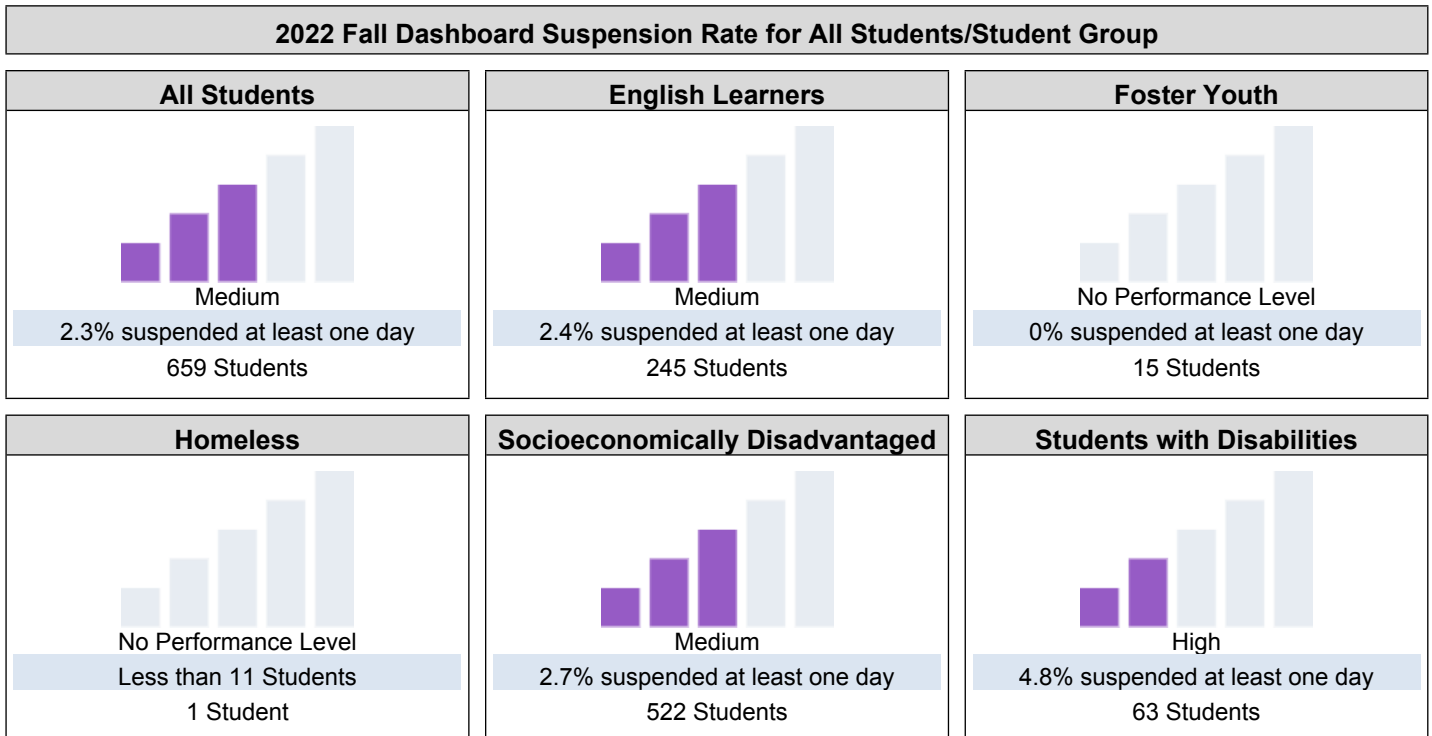 2022 Fall Dashboard Suspension Rate for All Students/Student Group
All Students
Medium
2.3% suspended at least one day
659 Students
English Learners
Medium
2.4% suspended at least one day
245 Students
Foster Youth
No Performance Level
0% suspended at least one day
15 Students
Homeless
No Performance Level
Less than 11 Students
1 Student
Socioeconomically Disadvantaged
Medium
2.7% suspended at least one day
522 Students
Students with Disabilities
High
4.8% suspended at least one day
63 Students